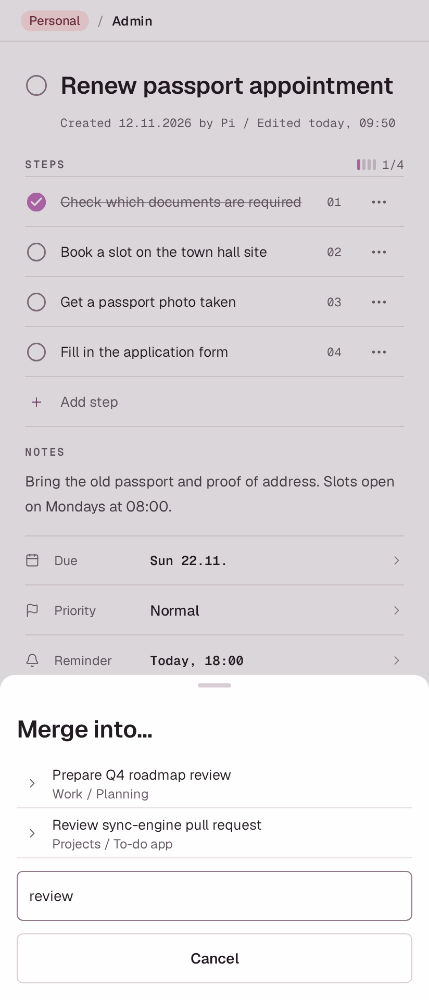 Personal / Admin
Renew passport appointment
Created 12.11.2026 by Pi / Edited today, 09:50
STEPS 1/4
Check which documents are required 01
Book a slot on the town hall site 02
Get a passport photo taken 03
Fill in the application form 04
+ Add step
NOTES
Bring the old passport and proof of address. Slots open
on Mondays at 08:00.
Due Sun 22.11.
Priority Normal
Reminder Today, 18:00
Merge into…
Prepare Q4 roadmap review
Work / Planning
Review sync-engine pull request
Projects / To-do app
review
Cancel